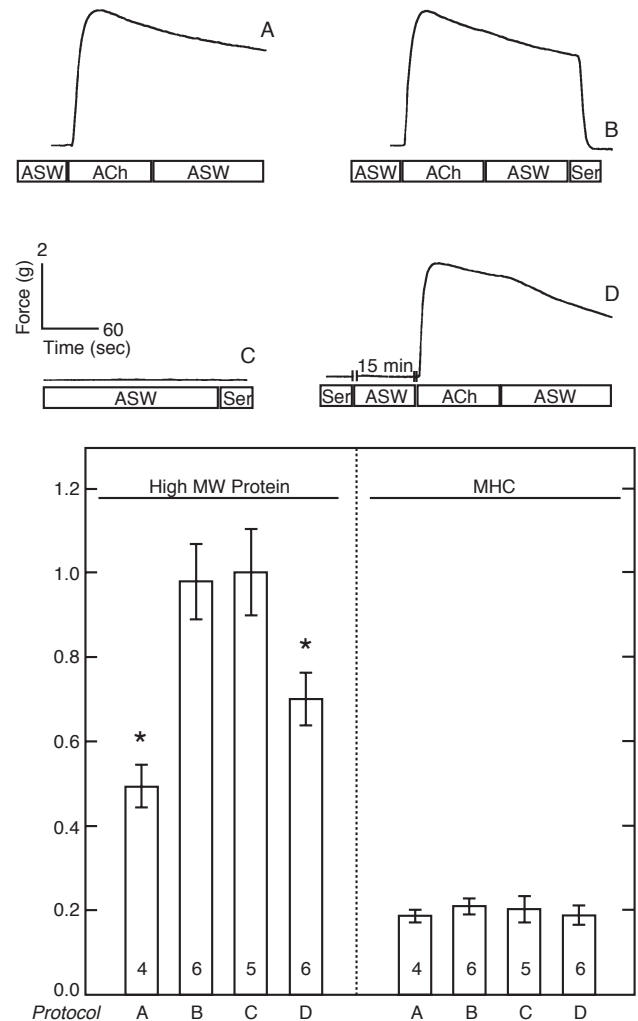 A
ASW ACh ASW
B
ASW ACh ASW Ser
2
Force (g)
60
Time (sec)
C
ASW Ser
D
15 min
Ser ASW ACh ASW
High MW Protein MHC
1.2
1.0
0.8
0.6
0.4
0.2
0.0
* *
4 6 5 6 4 6 5 6
Protocol A B C D A B C D